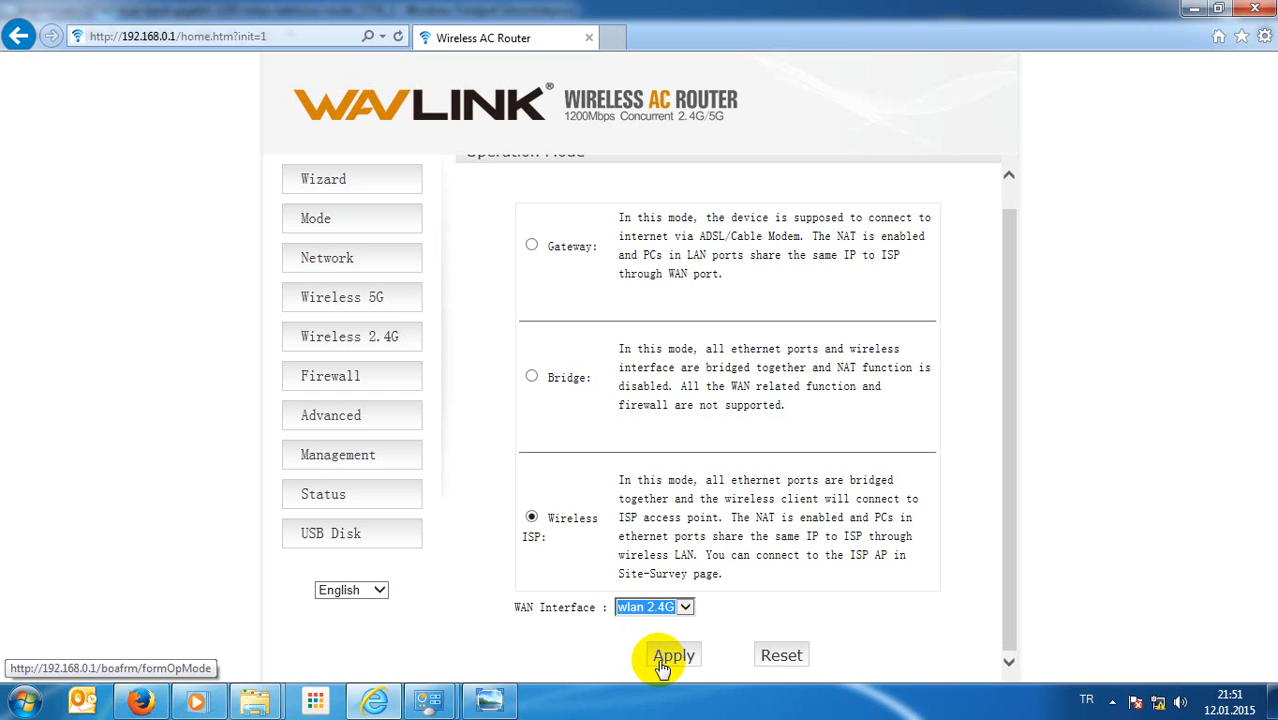 http://192.168.0.1/home.htm?init=1
Wireless AC Router
WAVLINK® WIRELESS AC ROUTER
1200Mbps Concurrent 2.4G/5G
Operation Mode
Wizard
Mode
Network
Wireless 5G
Wireless 2.4G
Firewall
Advanced
Management
Status
USB Disk
English
Gateway:
In this mode, the device is supposed to connect to
internet via ADSL/Cable Modem. The NAT is enabled
and PCs in LAN ports share the same IP to ISP
through WAN port.
Bridge:
In this mode, all ethernet ports and wireless
interface are bridged together and NAT function is
disabled. All the WAN related function and
firewall are not supported.
Wireless
ISP:
In this mode, all ethernet ports are bridged
together and the wireless client will connect to
ISP access point. The NAT is enabled and PCs in
ethernet ports share the same IP to ISP through
wireless LAN. You can connect to the ISP AP in
Site-Survey page.
WAN Interface : wlan 2.4G
Apply Reset
http://192.168.0.1/boafrm/formOpMode
TR
21:51
12.01.2015